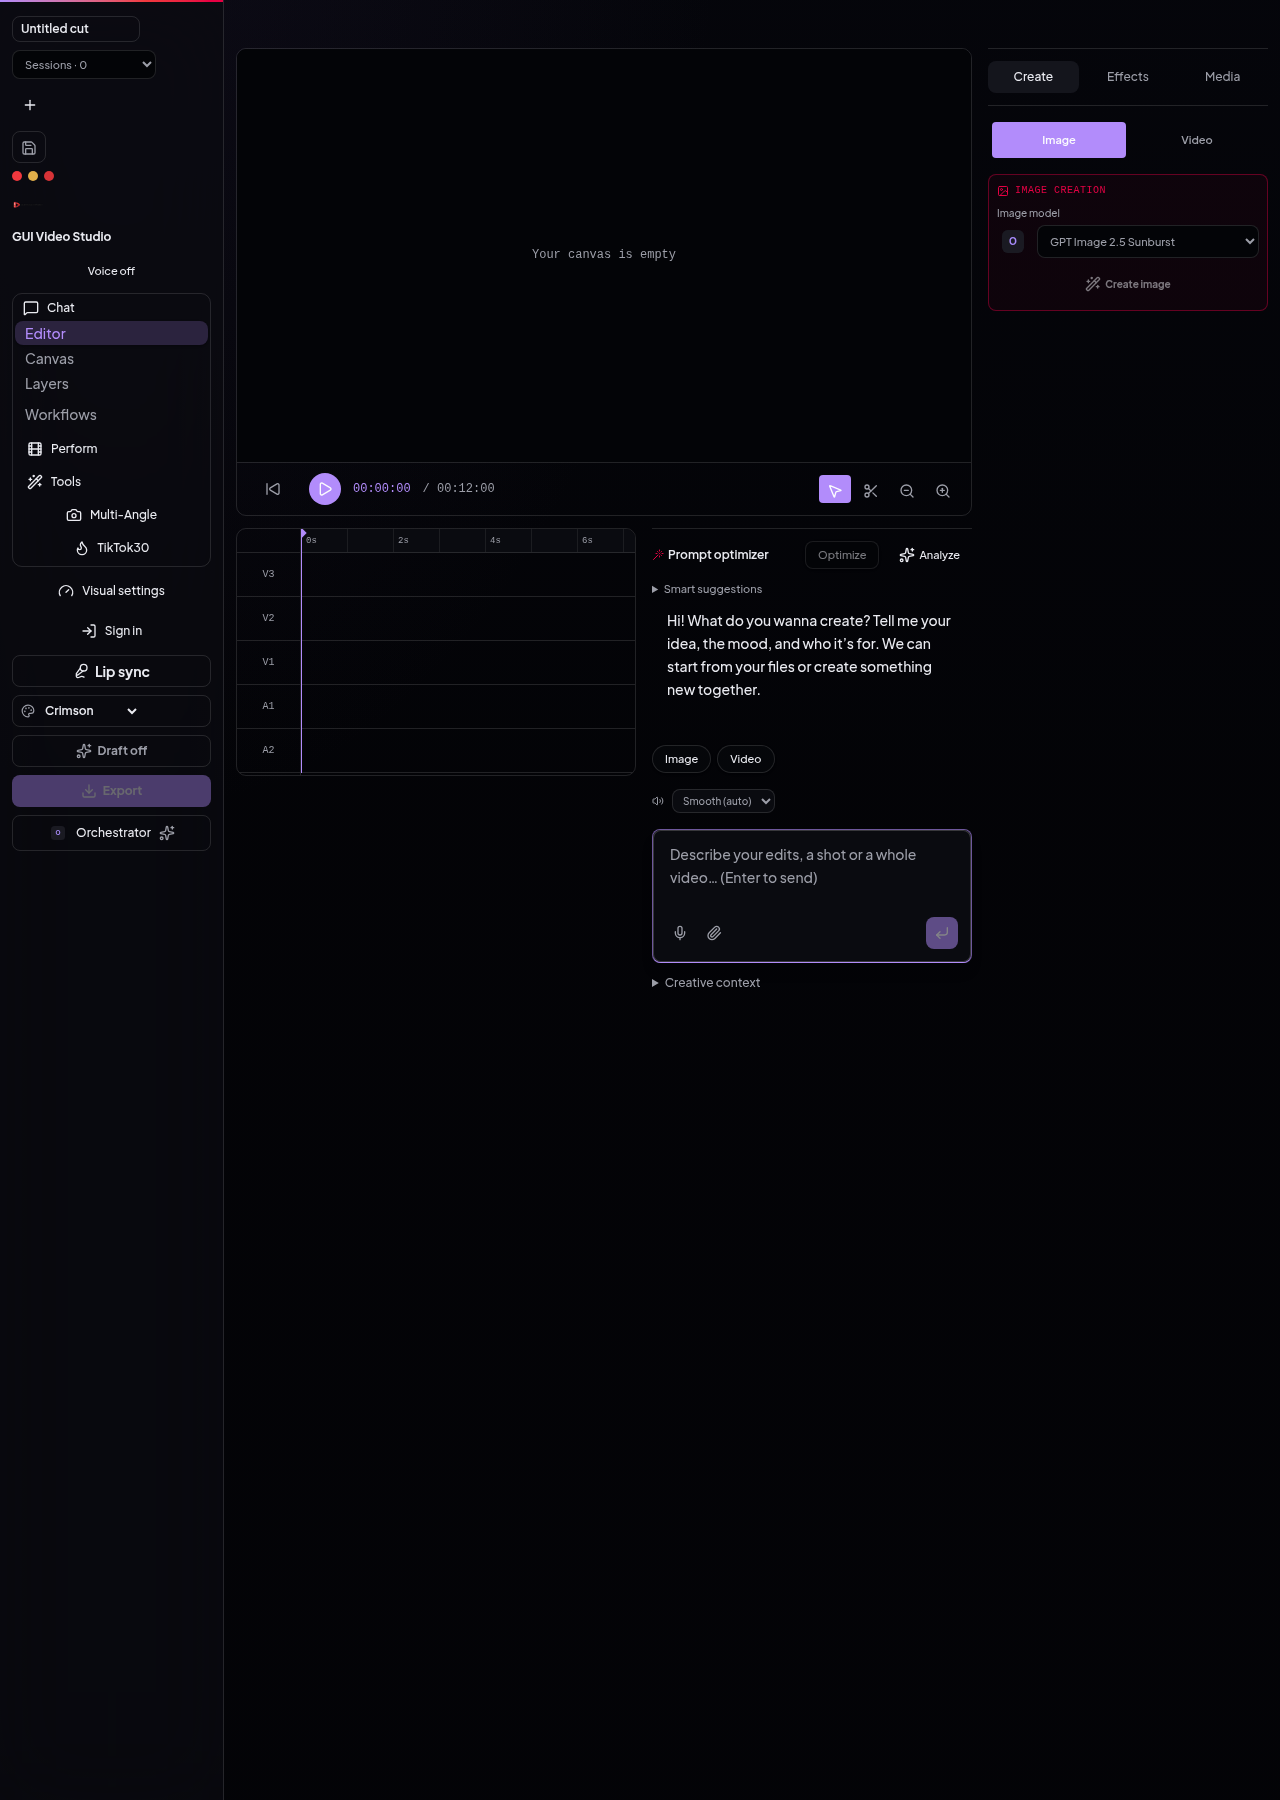 Untitled cut
Sessions · 0
GUI Video Studio
Voice off
Chat
Editor
Canvas
Layers
Workflows
Perform
Tools
Multi-Angle
TikTok30
Visual settings
Sign in
Lip sync
Crimson
Draft off
Export
O Orchestrator
Your canvas is empty
00:00:00 / 00:12:00
0s 2s 4s 6s
V3
V2
V1
A1
A2
Prompt optimizer Optimize Analyze
Smart suggestions
Hi! What do you wanna create? Tell me your
idea, the mood, and who it's for. We can
start from your files or create something
new together.
Image Video
Smooth (auto)
Describe your edits, a shot or a whole
video… (Enter to send)
Creative context
Create Effects Media
Image Video
IMAGE CREATION
Image model
O GPT Image 2.5 Sunburst
Create image